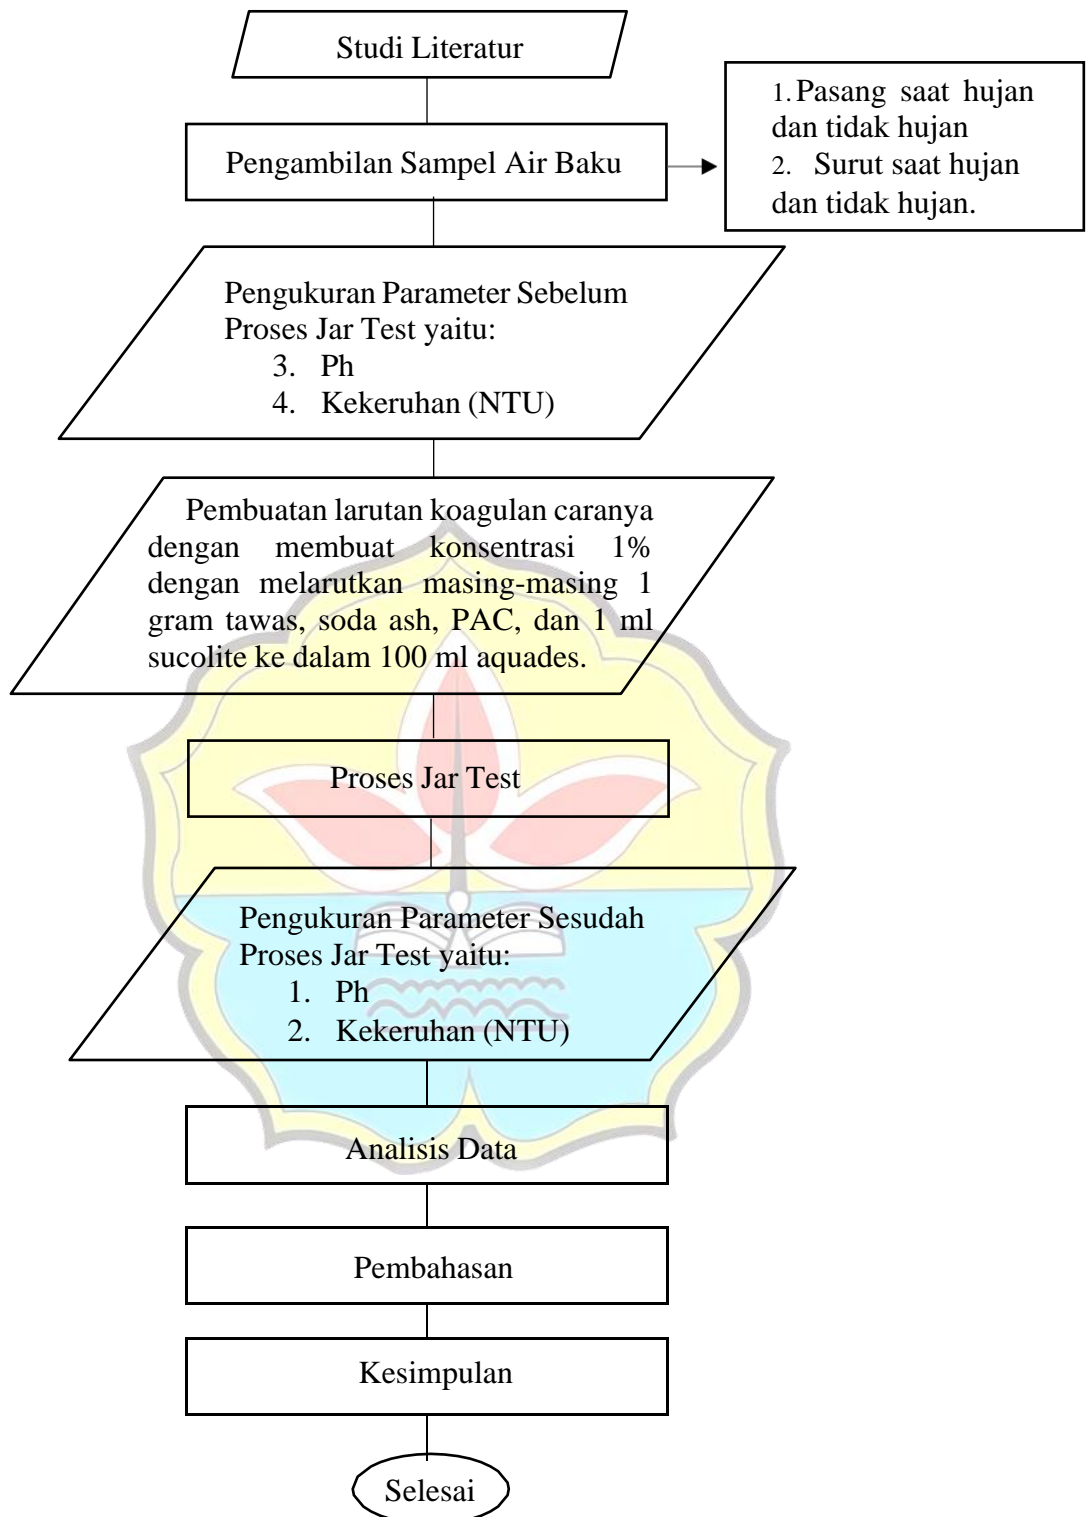 Studi Literatur
Pengambilan Sampel Air Baku
1. Pasang saat hujan
dan tidak hujan
2. Surut saat hujan
dan tidak hujan.
Pengukuran Parameter Sebelum
Proses Jar Test yaitu:
3. Ph
4. Kekeruhan (NTU)
Pembuatan larutan koagulan caranya
dengan membuat konsentrasi 1%
dengan melarutkan masing-masing 1
gram tawas, soda ash, PAC, dan 1 ml
sucolite ke dalam 100 ml aquades.
Proses Jar Test
Pengukuran Parameter Sesudah
Proses Jar Test yaitu:
1. Ph
2. Kekeruhan (NTU)
Analisis Data
Pembahasan
Kesimpulan
Selesai